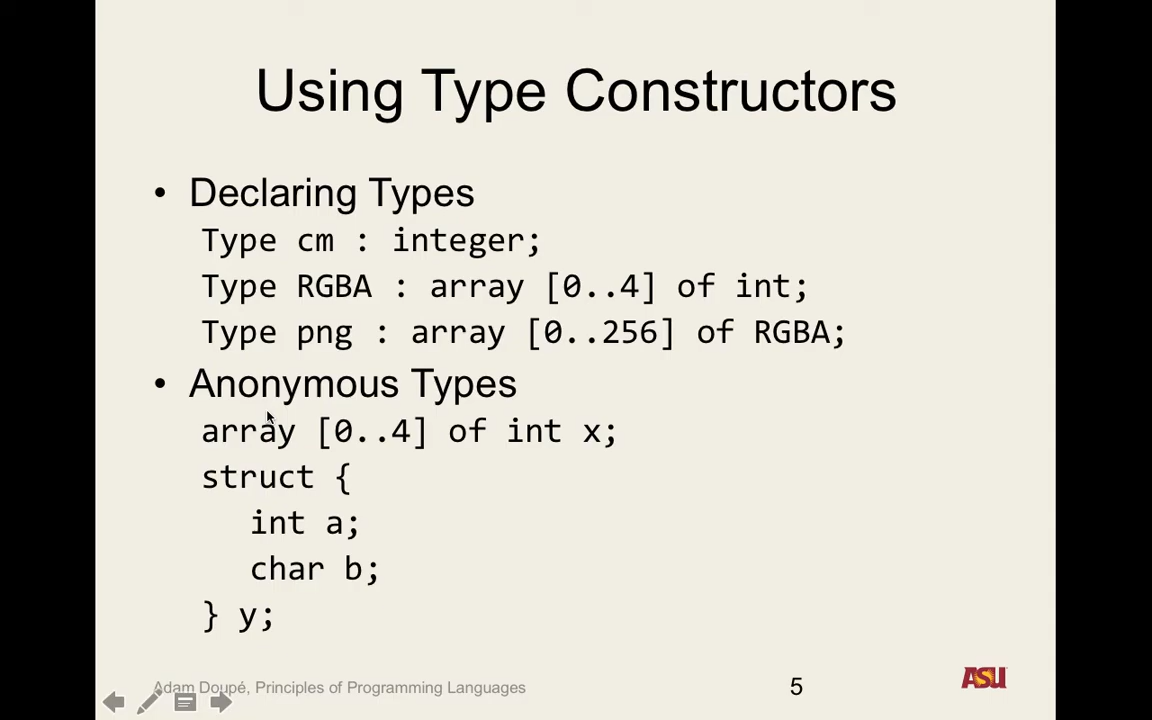 Using Type Constructors
• Declaring Types
Type cm : integer;
Type RGBA : array [0..4] of int;
Type png : array [0..256] of RGBA;
• Anonymous Types
array [0..4] of int x;
struct {
int a;
char b;
} y;
Adam Doupé, Principles of Programming Languages
5
ASU